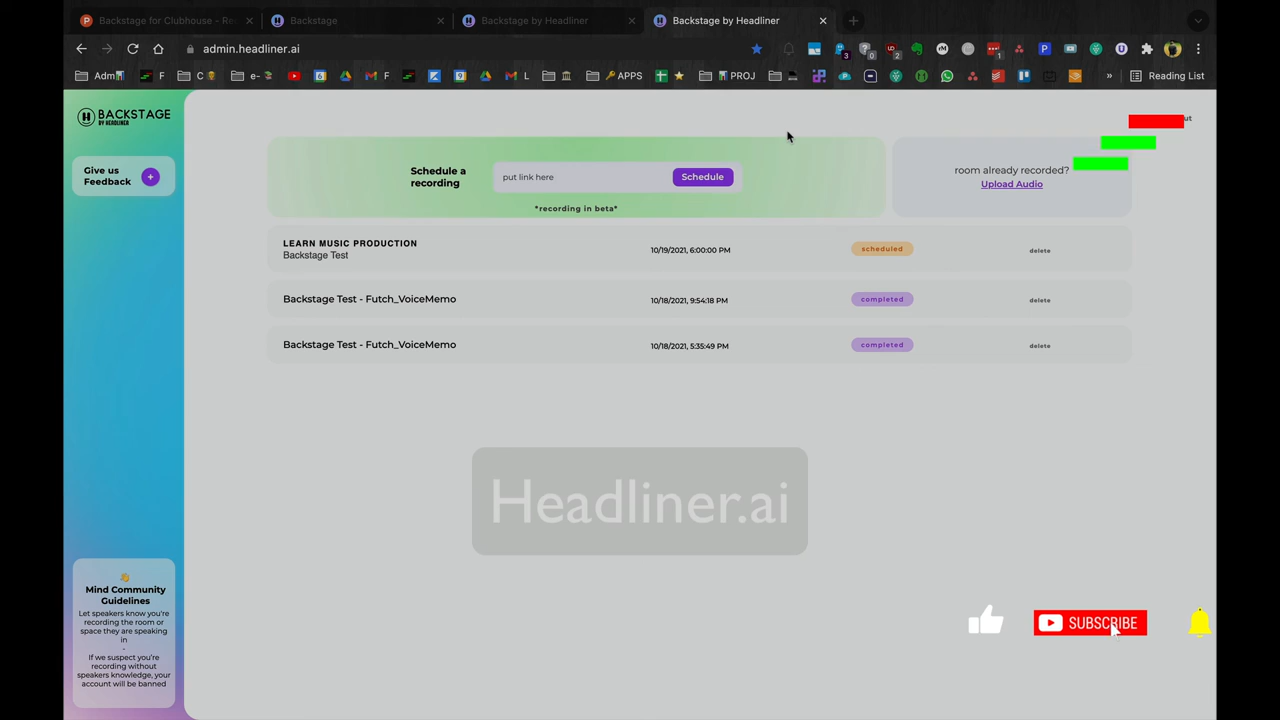 Backstage for Clubhouse - Re
Backstage
Backstage by Headliner
Backstage by Headliner
admin.headliner.ai
Adm
F
C
e-
F
L
APPS
PROJ
Reading List
BACKSTAGE
BY HEADLINER
Give us
Feedback
+
Schedule a
recording
put link here
Schedule
*recording in beta*
ut
room already recorded?
Upload Audio
LEARN MUSIC PRODUCTION
Backstage Test
10/19/2021, 6:00:00 PM
scheduled
delete
Backstage Test - Futch_VoiceMemo
10/18/2021, 9:54:18 PM
completed
delete
Backstage Test - Futch_VoiceMemo
10/18/2021, 5:35:49 PM
completed
delete
Headliner.ai
Mind Community
Guidelines
Let speakers know you're
recording the room or
space they are speaking
in
-
If we suspect you're
recording without
speakers knowledge, your
account will be banned
SUBSCRIBE